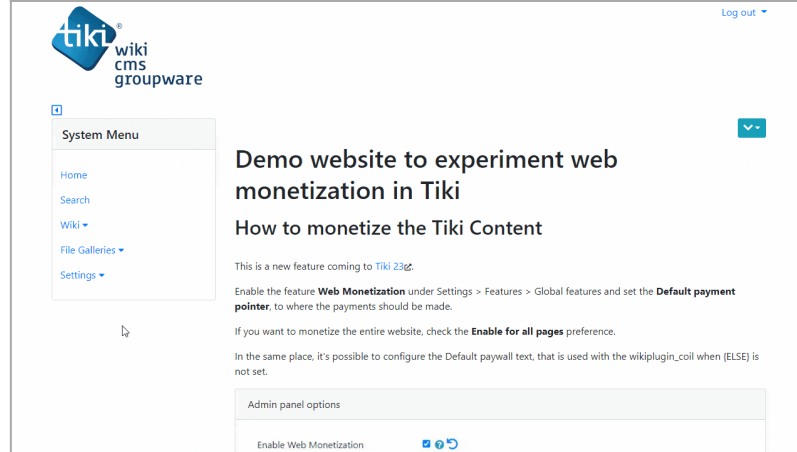 Log out
tiki®
wiki
cms
groupware
System Menu
Home
Search
Wiki
File Galleries
Settings
Demo website to experiment web
monetization in Tiki
How to monetize the Tiki Content
This is a new feature coming to Tiki 23.
Enable the feature Web Monetization under Settings > Features > Global features and set the Default payment
pointer, to where the payments should be made.
If you want to monetize the entire website, check the Enable for all pages preference.
In the same place, it's possible to configure the Default paywall text, that is used with the wikiplugin_coil when {ELSE} is
not set.
Admin panel options
Enable Web Monetization